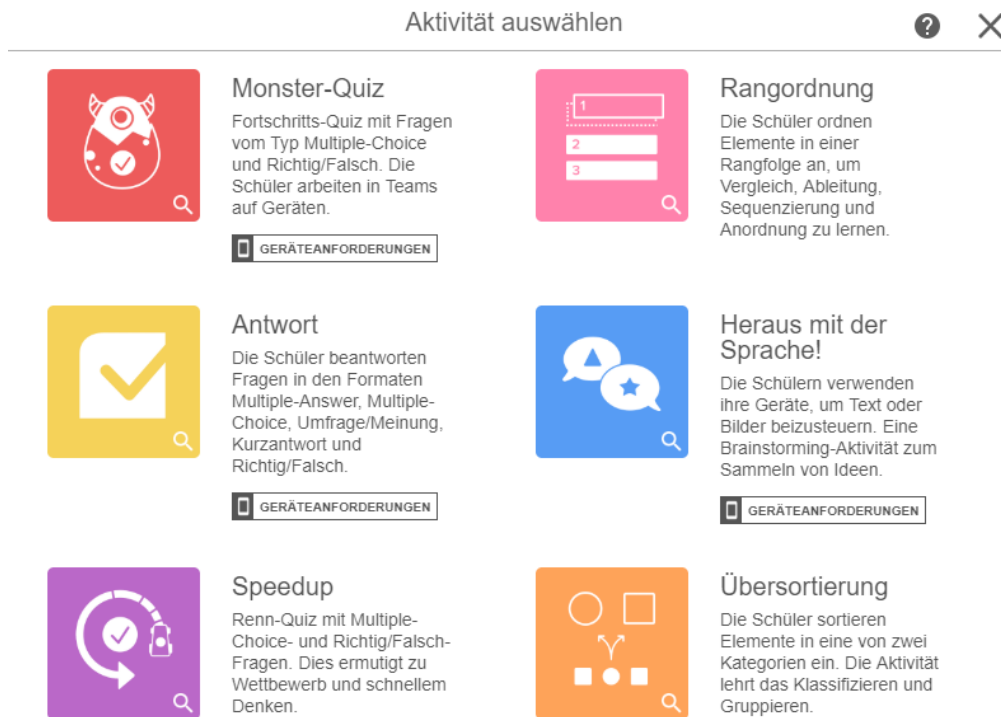 Aktivität auswählen
?
Monster-Quiz
Fortschritts-Quiz mit Fragen
vom Typ Multiple-Choice
und Richtig/Falsch. Die
Schüler arbeiten in Teams
auf Geräten.
GERÄTEANFORDERUNGEN
1
2
3
Rangordnung
Die Schüler ordnen
Elemente in einer
Rangfolge an, um
Vergleich, Ableitung,
Sequenzierung und
Anordnung zu lernen.
Antwort
Die Schüler beantworten
Fragen in den Formaten
Multiple-Answer, Multiple-
Choice, Umfrage/Meinung,
Kurzantwort und
Richtig/Falsch.
GERÄTEANFORDERUNGEN
Heraus mit der
Sprache!
Die Schülern verwenden
ihre Geräte, um Text oder
Bilder beizusteuern. Eine
Brainstorming-Aktivität zum
Sammeln von Ideen.
GERÄTEANFORDERUNGEN
Speedup
Renn-Quiz mit Multiple-
Choice- und Richtig/Falsch-
Fragen. Dies ermutigt zu
Wettbewerb und schnellem
Denken.
Übersortierung
Die Schüler sortieren
Elemente in eine von zwei
Kategorien ein. Die Aktivität
lehrt das Klassifizieren und
Gruppieren.